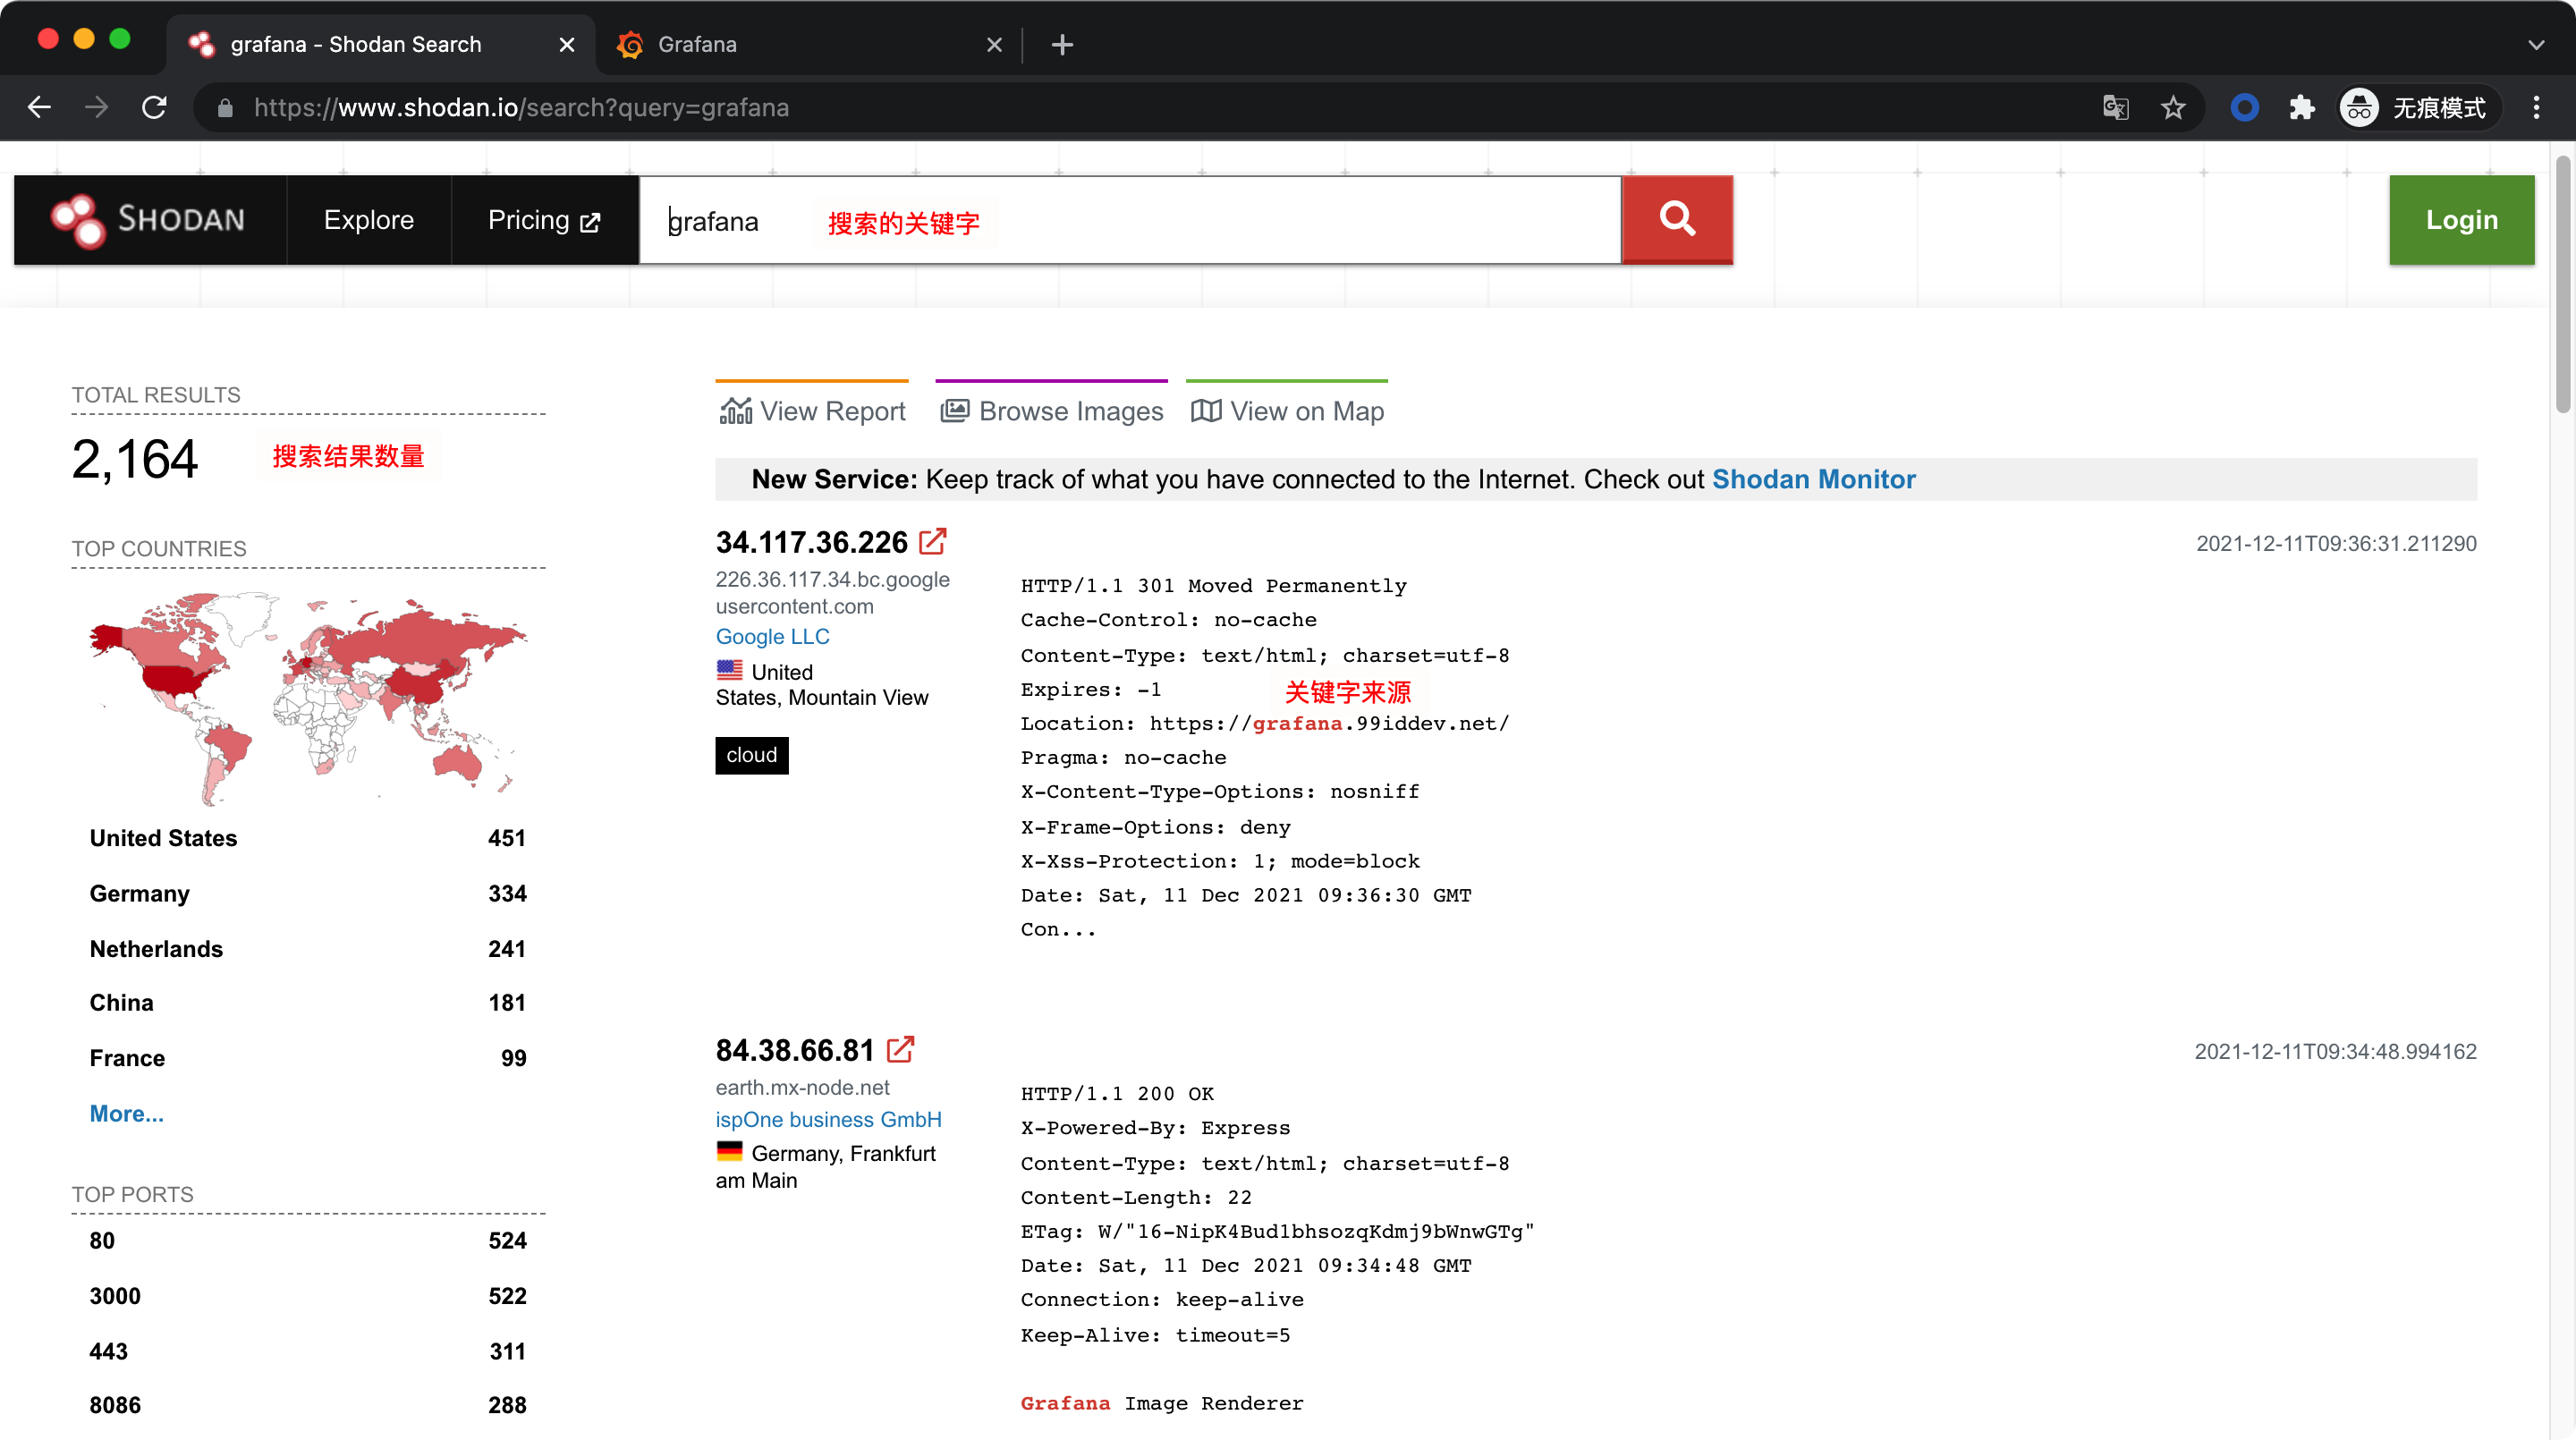 grafana - Shodan Search
Grafana
https://www.shodan.io/search?query=grafana
无痕模式
SHODAN
Explore
Pricing
grafana
搜索的关键字
Login
TOTAL RESULTS
2,164
搜索结果数量
TOP COUNTRIES
United States 451
Germany 334
Netherlands 241
China 181
France 99
More...
TOP PORTS
80 524
3000 522
443 311
8086 288
View Report
Browse Images
View on Map
New Service: Keep track of what you have connected to the Internet. Check out Shodan Monitor
34.117.36.226
2021-12-11T09:36:31.211290
226.36.117.34.bc.google
usercontent.com
Google LLC
United
States, Mountain View
cloud
HTTP/1.1 301 Moved Permanently
Cache-Control: no-cache
Content-Type: text/html; charset=utf-8
Expires: -1
关键字来源
Location: https://grafana.99iddev.net/
Pragma: no-cache
X-Content-Type-Options: nosniff
X-Frame-Options: deny
X-Xss-Protection: 1; mode=block
Date: Sat, 11 Dec 2021 09:36:30 GMT
Con...
84.38.66.81
2021-12-11T09:34:48.994162
earth.mx-node.net
ispOne business GmbH
Germany, Frankfurt
am Main
HTTP/1.1 200 OK
X-Powered-By: Express
Content-Type: text/html; charset=utf-8
Content-Length: 22
ETag: W/"16-NipK4Bud1bhsozqKdmj9bWnwGTg"
Date: Sat, 11 Dec 2021 09:34:48 GMT
Connection: keep-alive
Keep-Alive: timeout=5
Grafana Image Renderer